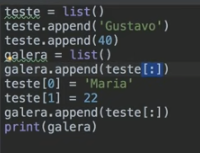 teste = list()
teste.append('Gustavo')
teste.append(40)
galera = list()
galera.append(teste[:])
teste[0] = 'Maria'
teste[1] = 22
galera.append(teste[:])
print(galera)